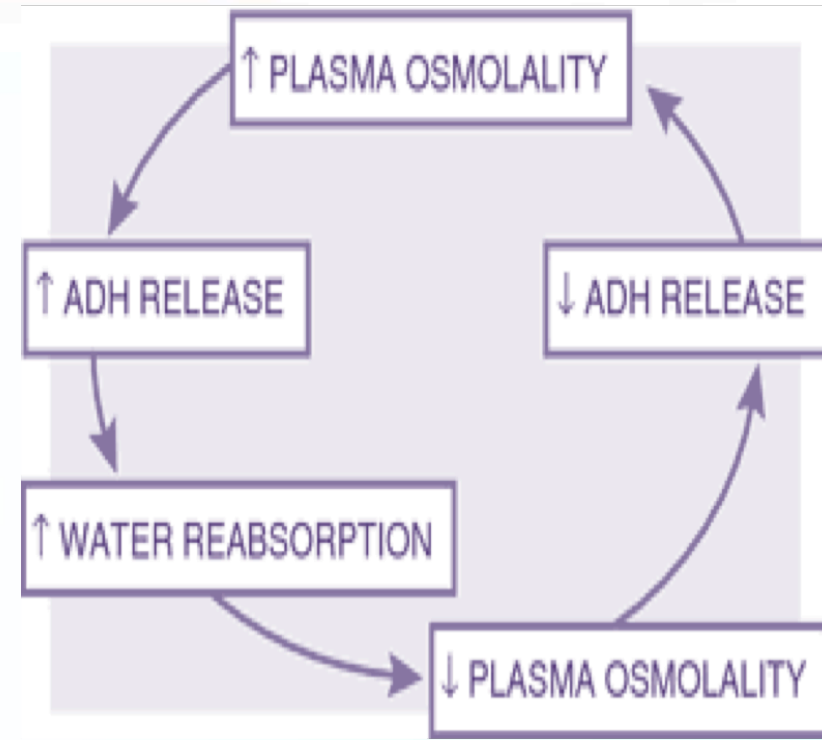 ↑ PLASMA OSMOLALITY
↑ ADH RELEASE
↓ ADH RELEASE
↑ WATER REABSORPTION
↓ PLASMA OSMOLALITY